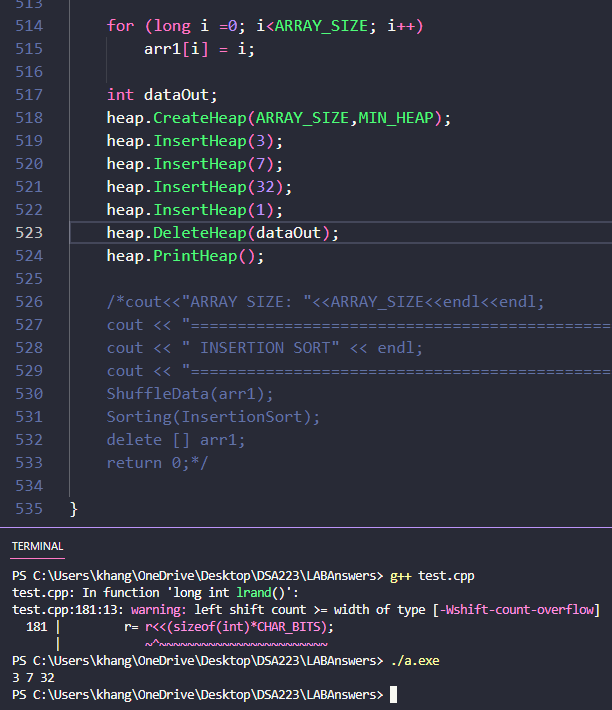 513
514 for (long i =0; i<ARRAY_SIZE; i++)
515 arr1[i] = i;
516
517 int dataOut;
518 heap.CreateHeap(ARRAY_SIZE,MIN_HEAP);
519 heap.InsertHeap(3);
520 heap.InsertHeap(7);
521 heap.InsertHeap(32);
522 heap.InsertHeap(1);
523 heap.DeleteHeap(dataOut);
524 heap.PrintHeap();
525
526 /*cout<<"ARRAY SIZE: "<<ARRAY_SIZE<<endl<<endl;
527 cout << "=============================================
528 cout << " INSERTION SORT" << endl;
529 cout << "=============================================
530 ShuffleData(arr1);
531 Sorting(InsertionSort);
532 delete [] arr1;
533 return 0;*/
534
535 }
TERMINAL
PS C:\Users\khang\OneDrive\Desktop\DSA223\LABAnswers> g++ test.cpp
test.cpp: In function 'long int lrand()':
test.cpp:181:13: warning: left shift count >= width of type [-Wshift-count-overflow]
181 | r= r<<(sizeof(int)*CHAR_BITS);
| ~^~~~~~~~~~~~~~~~~~~~~~~~~
PS C:\Users\khang\OneDrive\Desktop\DSA223\LABAnswers> ./a.exe
3 7 32
PS C:\Users\khang\OneDrive\Desktop\DSA223\LABAnswers>